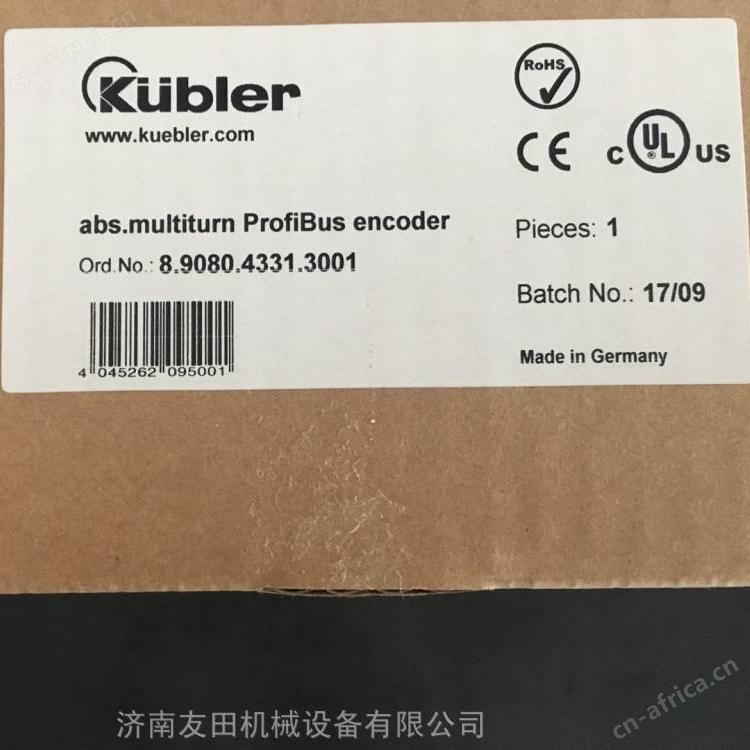 Kübler
www.kuebler.com
RoHS
CE
c UL ® US
abs.multiturn ProfiBus encoder
Pieces: 1
Ord.No.: 8.9080.4331.3001
Batch No.: 17/09
4 045262 095001
Made in Germany
济南友田机械设备有限公司
cn-africa.cn
cn-africa.cn